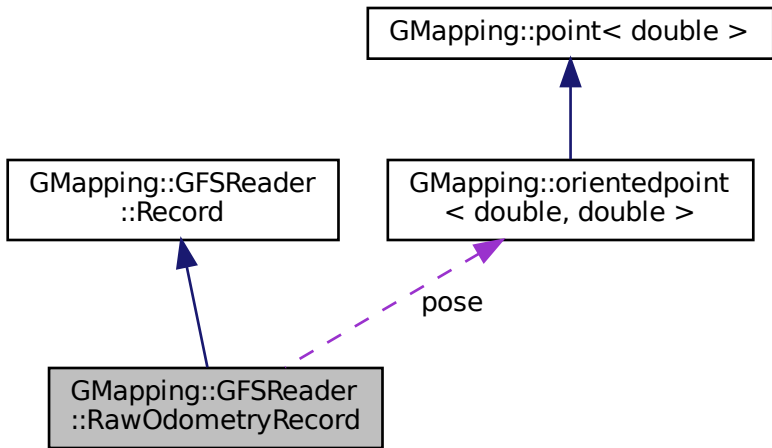 GMapping::point< double >
GMapping::GFSReader
::Record
GMapping::orientedpoint
< double, double >
pose
GMapping::GFSReader
::RawOdometryRecord